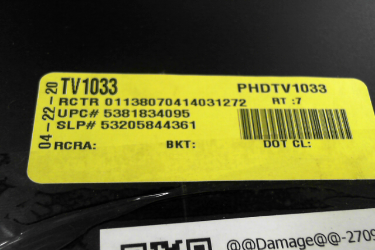 04-22-20
TV1033 PHDTV1033
RCTR 01138070414031272 RT :7
UPC# 5381834095
SLP# 53205844361
RCRA: BKT: DOT CL:
@@Damage@@-2709